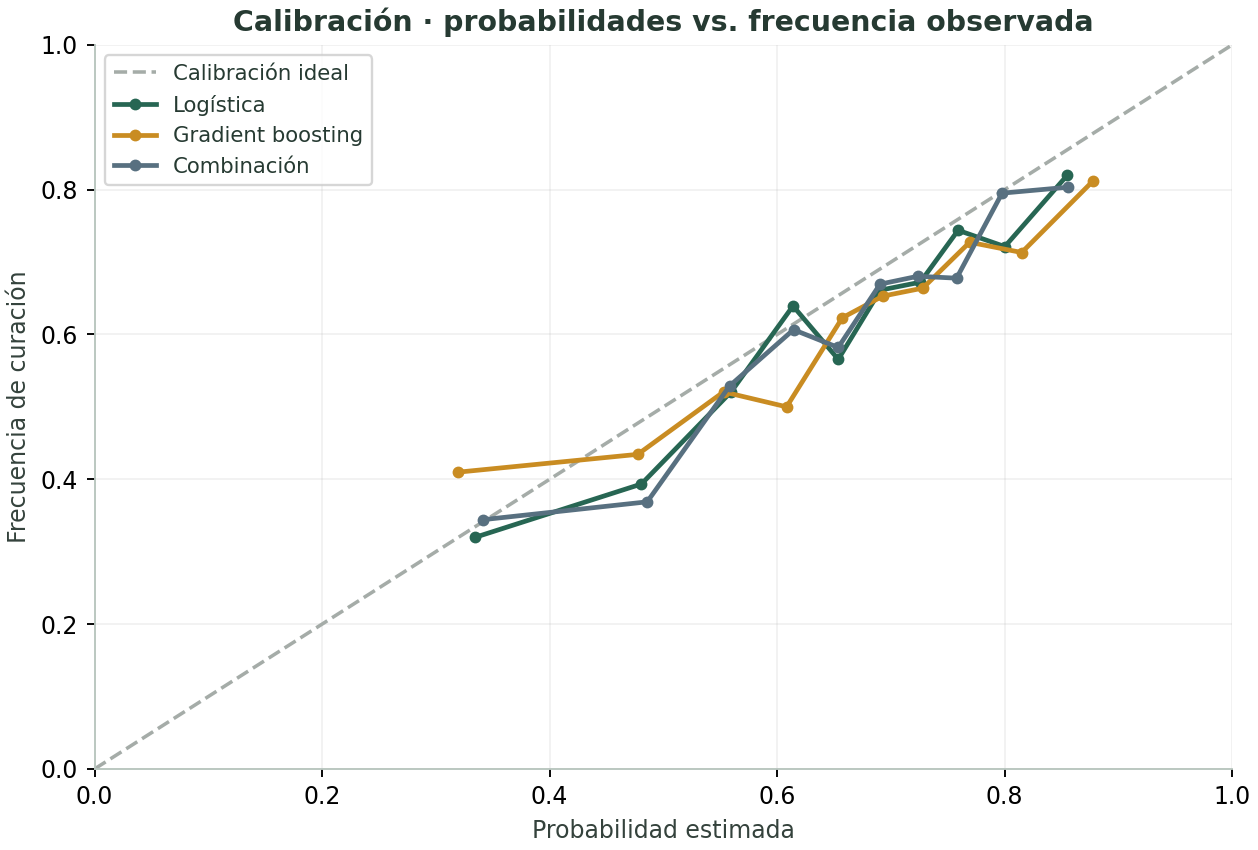 Calibración · probabilidades vs. frecuencia observada
Calibración ideal
Logística
Gradient boosting
Combinación
Frecuencia de curación
1.0
0.8
0.6
0.4
0.2
0.0
0.0 0.2 0.4 0.6 0.8 1.0
Probabilidad estimada